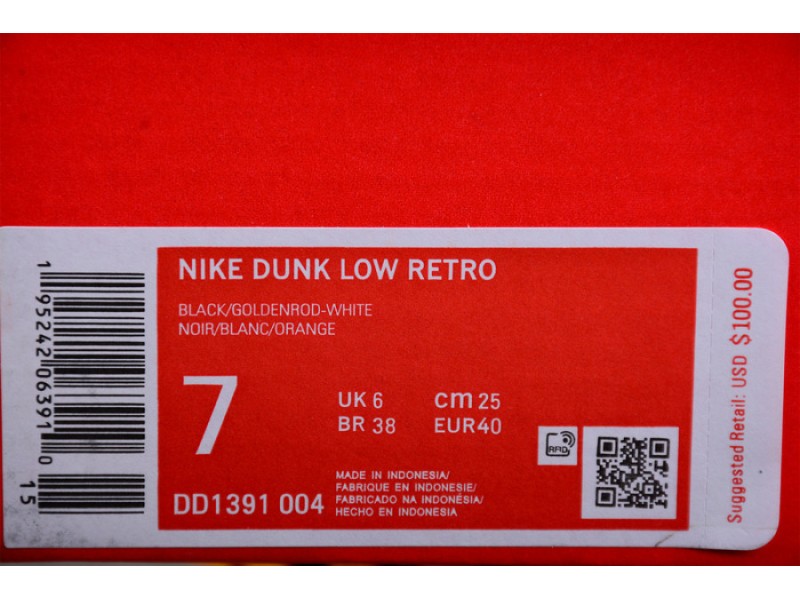 NIKE DUNK LOW RETRO
BLACK/GOLDENROD-WHITE
NOIR/BLANC/ORANGE
7
UK 6
cm 25
BR 38
EUR40
DD1391 004
MADE IN INDONESIA/
FABRIQUE EN INDONESIE/
FABRICADO NA INDONÉSIA/
HECHO EN INDONESIA
RFID
1 95242 06391 0
15
Suggested Retail: USD $100.00